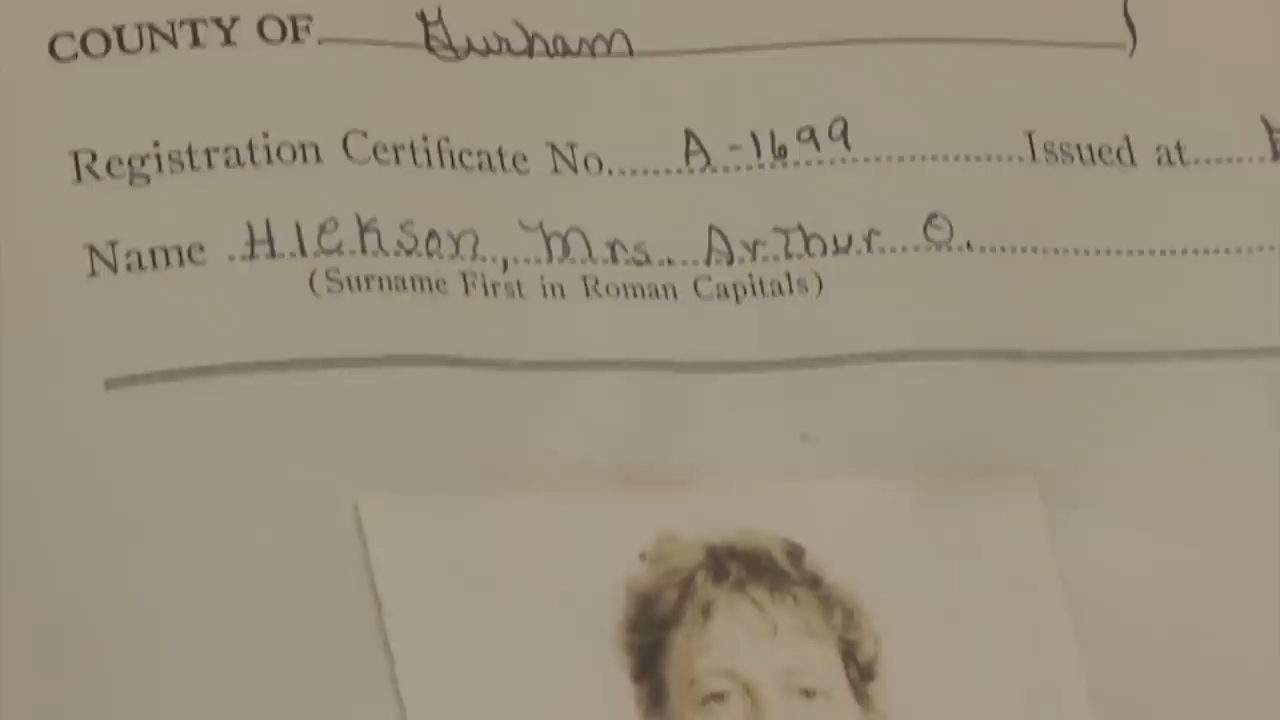 COUNTY OF Durham )
Registration Certificate No. A-1699 Issued at
Name Hickson, Mrs. Arthur O.
(Surname First in Roman Capitals)